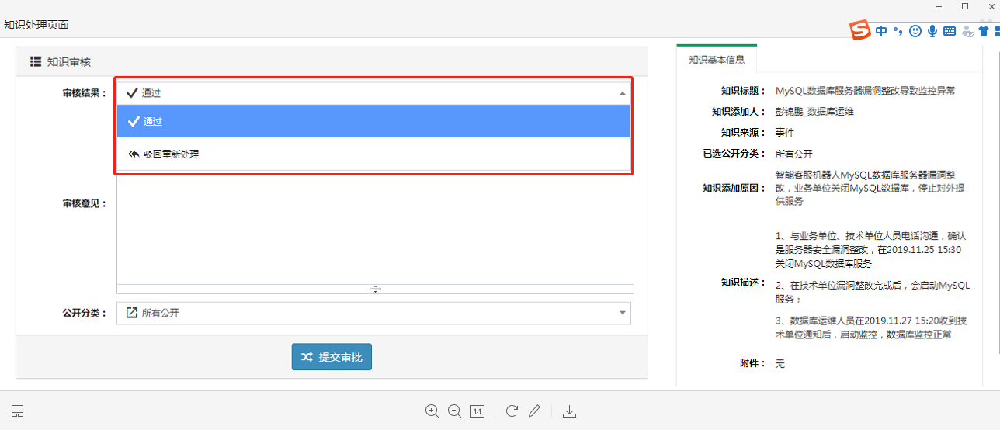 知识处理页面
中
知识审核
审核结果：
通过
通过
驳回重新处理
审核意见：
公开分类：
所有公开
提交审批
知识基本信息
知识标题： MySQL数据库服务器漏洞整改导致监控异常
知识添加人： 彭锦鹏_数据库运维
知识来源： 事件
已选公开分类： 所有公开
知识添加原因：
智能客服机器人MySQL数据库服务器漏洞整
改，业务单位关闭MySQL数据库，停止对外提
供服务
知识描述：
1、与业务单位、技术单位人员电话沟通，确认
是服务器安全漏洞整改，在2019.11.25 15:30
关闭MySQL数据库服务
2、在技术单位漏洞整改完成后，会启动MySQL
服务；
3、数据库运维人员在2019.11.27 15:20收到技
术单位通知后，启动监控，数据库监控正常
附件： 无
1:1